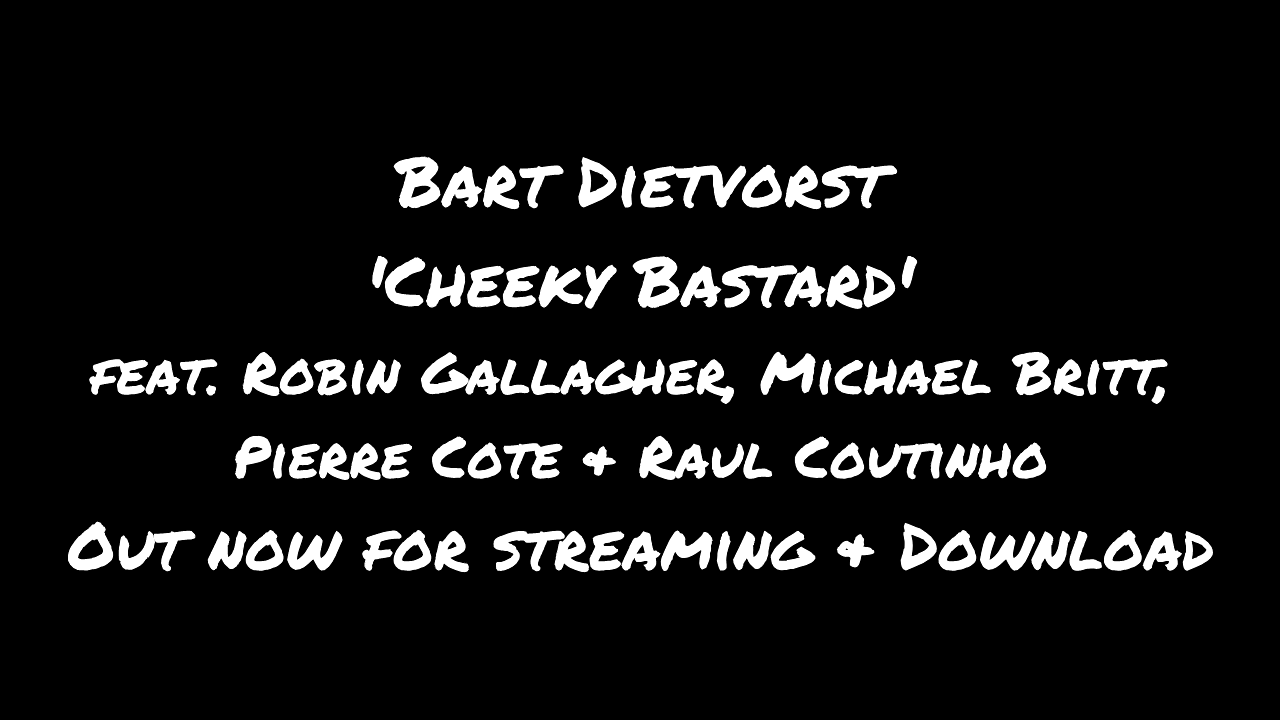 Bart Dietvorst
'Cheeky Bastard'
feat. Robin Gallagher, Michael Britt,
Pierre Cote & Raul Coutinho
Out now for streaming & Download